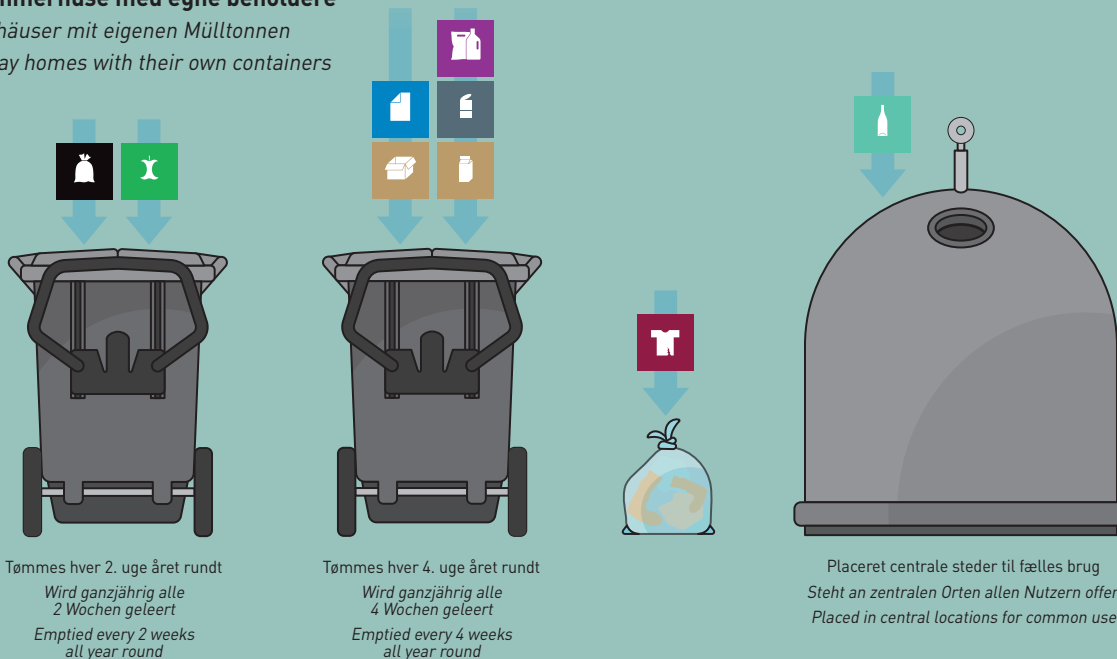 med egne beholdere
häuser mit eigenen Mülltonnen
homes with their own containers
Tømmes hver 2. uge året rundt
Wird ganzjährig alle
2 Wochen geleert
Emptied every 2 weeks
all year round
Tømmes hver 4. uge året rundt
Wird ganzjährig alle
4 Wochen geleert
Emptied every 4 weeks
all year round
Placeret centrale steder til fælles brug
Steht an zentralen Orten allen Nutzern offen
Placed in central locations for common use